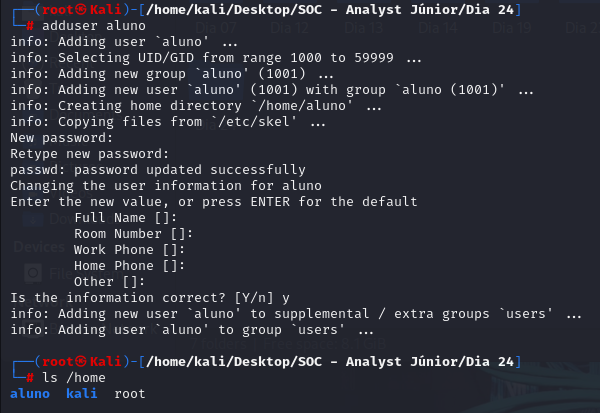 ┌──(root㉿Kali)-[/home/kali/Desktop/SOC - Analyst Júnior/Dia 24]
└─# adduser aluno
info: Adding user `aluno' ...
info: Selecting UID/GID from range 1000 to 59999 ...
info: Adding new group `aluno' (1001) ...
info: Adding new user `aluno' (1001) with group `aluno (1001)' ...
info: Creating home directory `/home/aluno' ...
info: Copying files from `/etc/skel' ...
New password:
Retype new password:
passwd: password updated successfully
Changing the user information for aluno
Enter the new value, or press ENTER for the default
        Full Name []:
        Room Number []:
        Work Phone []:
        Home Phone []:
        Other []:
Is the information correct? [Y/n] y
info: Adding new user `aluno' to supplemental / extra groups `users' ...
info: Adding user `aluno' to group `users' ...
┌──(root㉿Kali)-[/home/kali/Desktop/SOC - Analyst Júnior/Dia 24]
└─# ls /home
aluno  kali  root